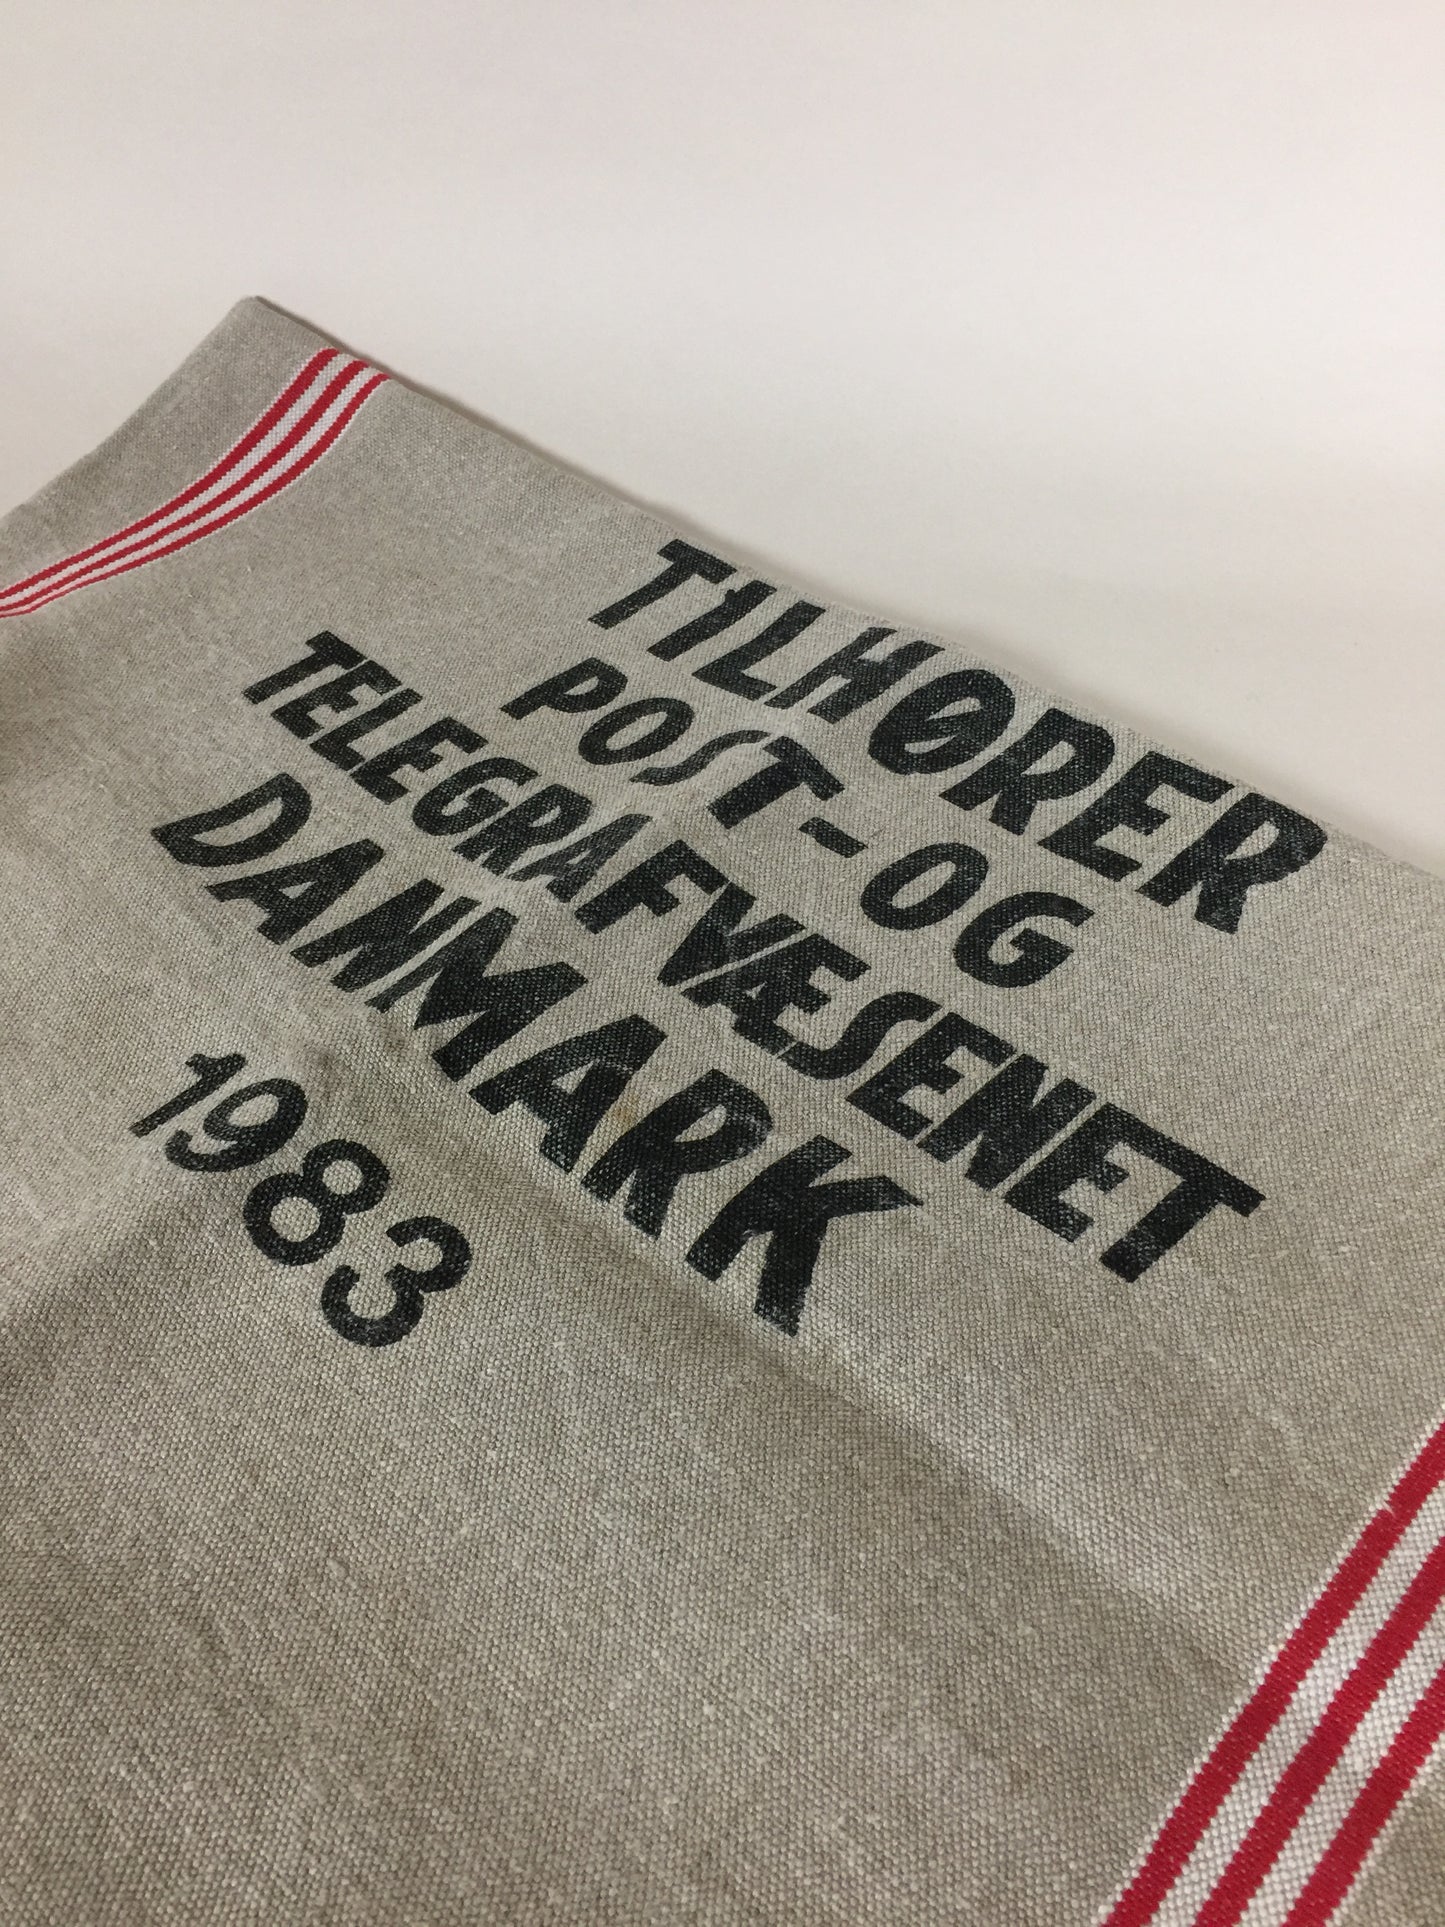 TILHØRER
POST-OG
TELEGRAFVÆSENET
DANMARK
1983